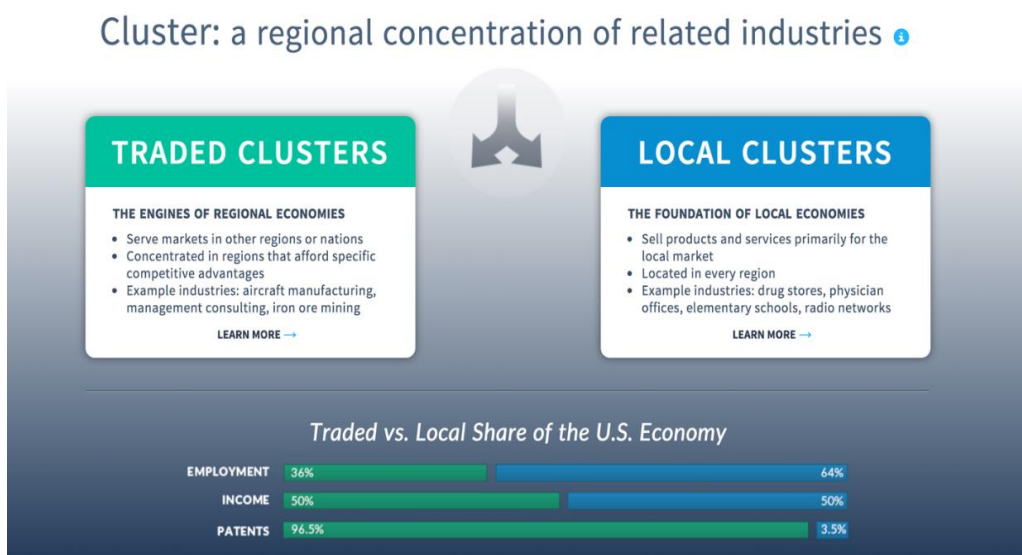 Cluster: a regional concentration of related industries i
TRADED CLUSTERS
THE ENGINES OF REGIONAL ECONOMIES
• Serve markets in other regions or nations
• Concentrated in regions that afford specific
competitive advantages
• Example industries: aircraft manufacturing,
management consulting, iron ore mining
LEARN MORE →
LOCAL CLUSTERS
THE FOUNDATION OF LOCAL ECONOMIES
• Sell products and services primarily for the
local market
• Located in every region
• Example industries: drug stores, physician
offices, elementary schools, radio networks
LEARN MORE →
Traded vs. Local Share of the U.S. Economy
EMPLOYMENT 36% 64%
INCOME 50% 50%
PATENTS 96.5% 3.5%